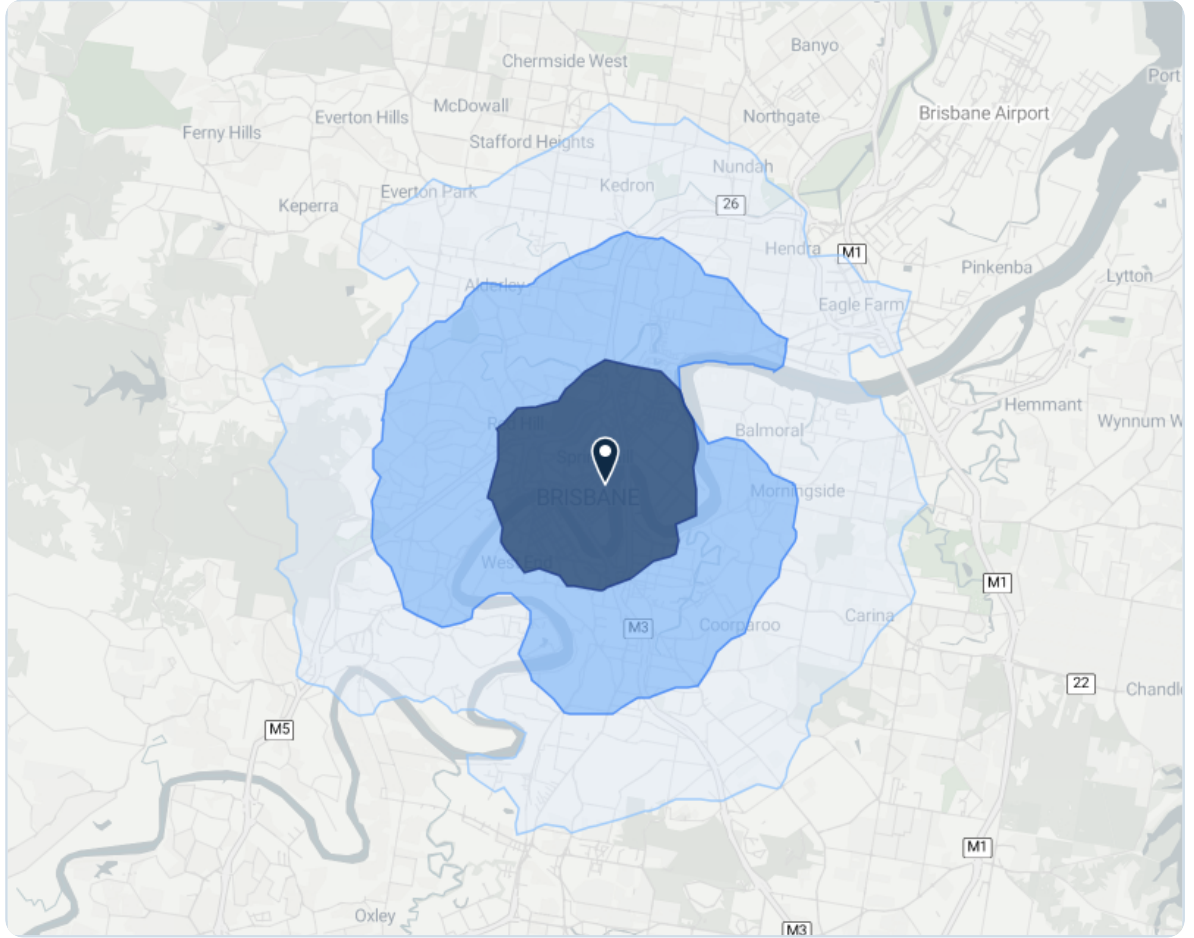 Banyo
Chermside West
Port
McDowall
Everton Hills
Northgate
Brisbane Airport
Ferny Hills
Stafford Heights
Nundah
Everton Park
Kedron
Keperra
26
Hendra
M1
Pinkenba
Lytton
Alderley
Eagle Farm
Hemmant
Wynnum W
Red Hill
Balmoral
Morningside
BRISBANE
West End
M1
Carina
M3
Coorparoo
22
Chandl
M5
M1
Oxley
M3